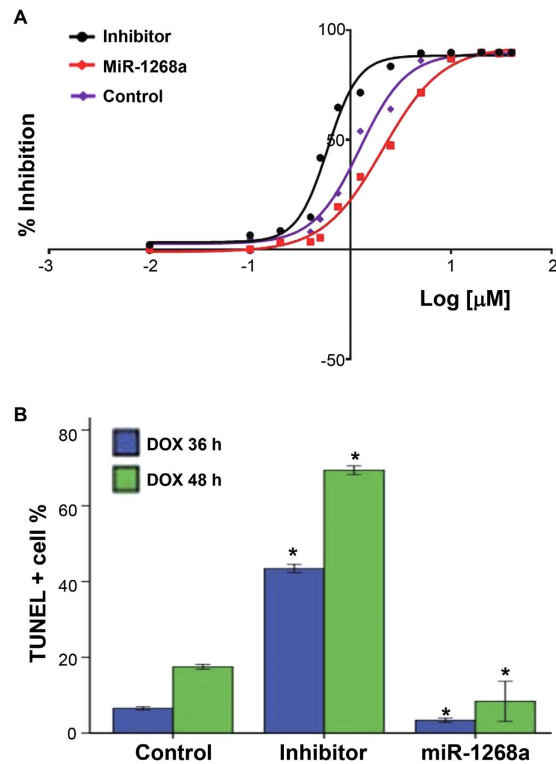 A
Inhibitor
MiR-1268a
Control
% Inhibition
100
50
-50
-3
-2
-1
0
1
2
Log [µM]
B
DOX 36 h
DOX 48 h
TUNEL + cell %
80
60
40
20
0
*
*
*
*
Control
Inhibitor
miR-1268a